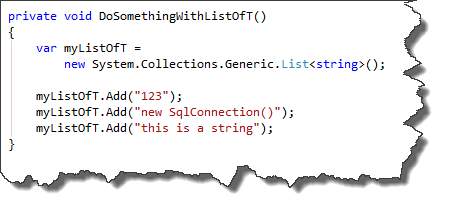 private void DoSomethingWithListOfT()
{
    var myListOfT =
        new System.Collections.Generic.List<string>();

    myListOfT.Add("123");
    myListOfT.Add("new SqlConnection()");
    myListOfT.Add("this is a string");
}